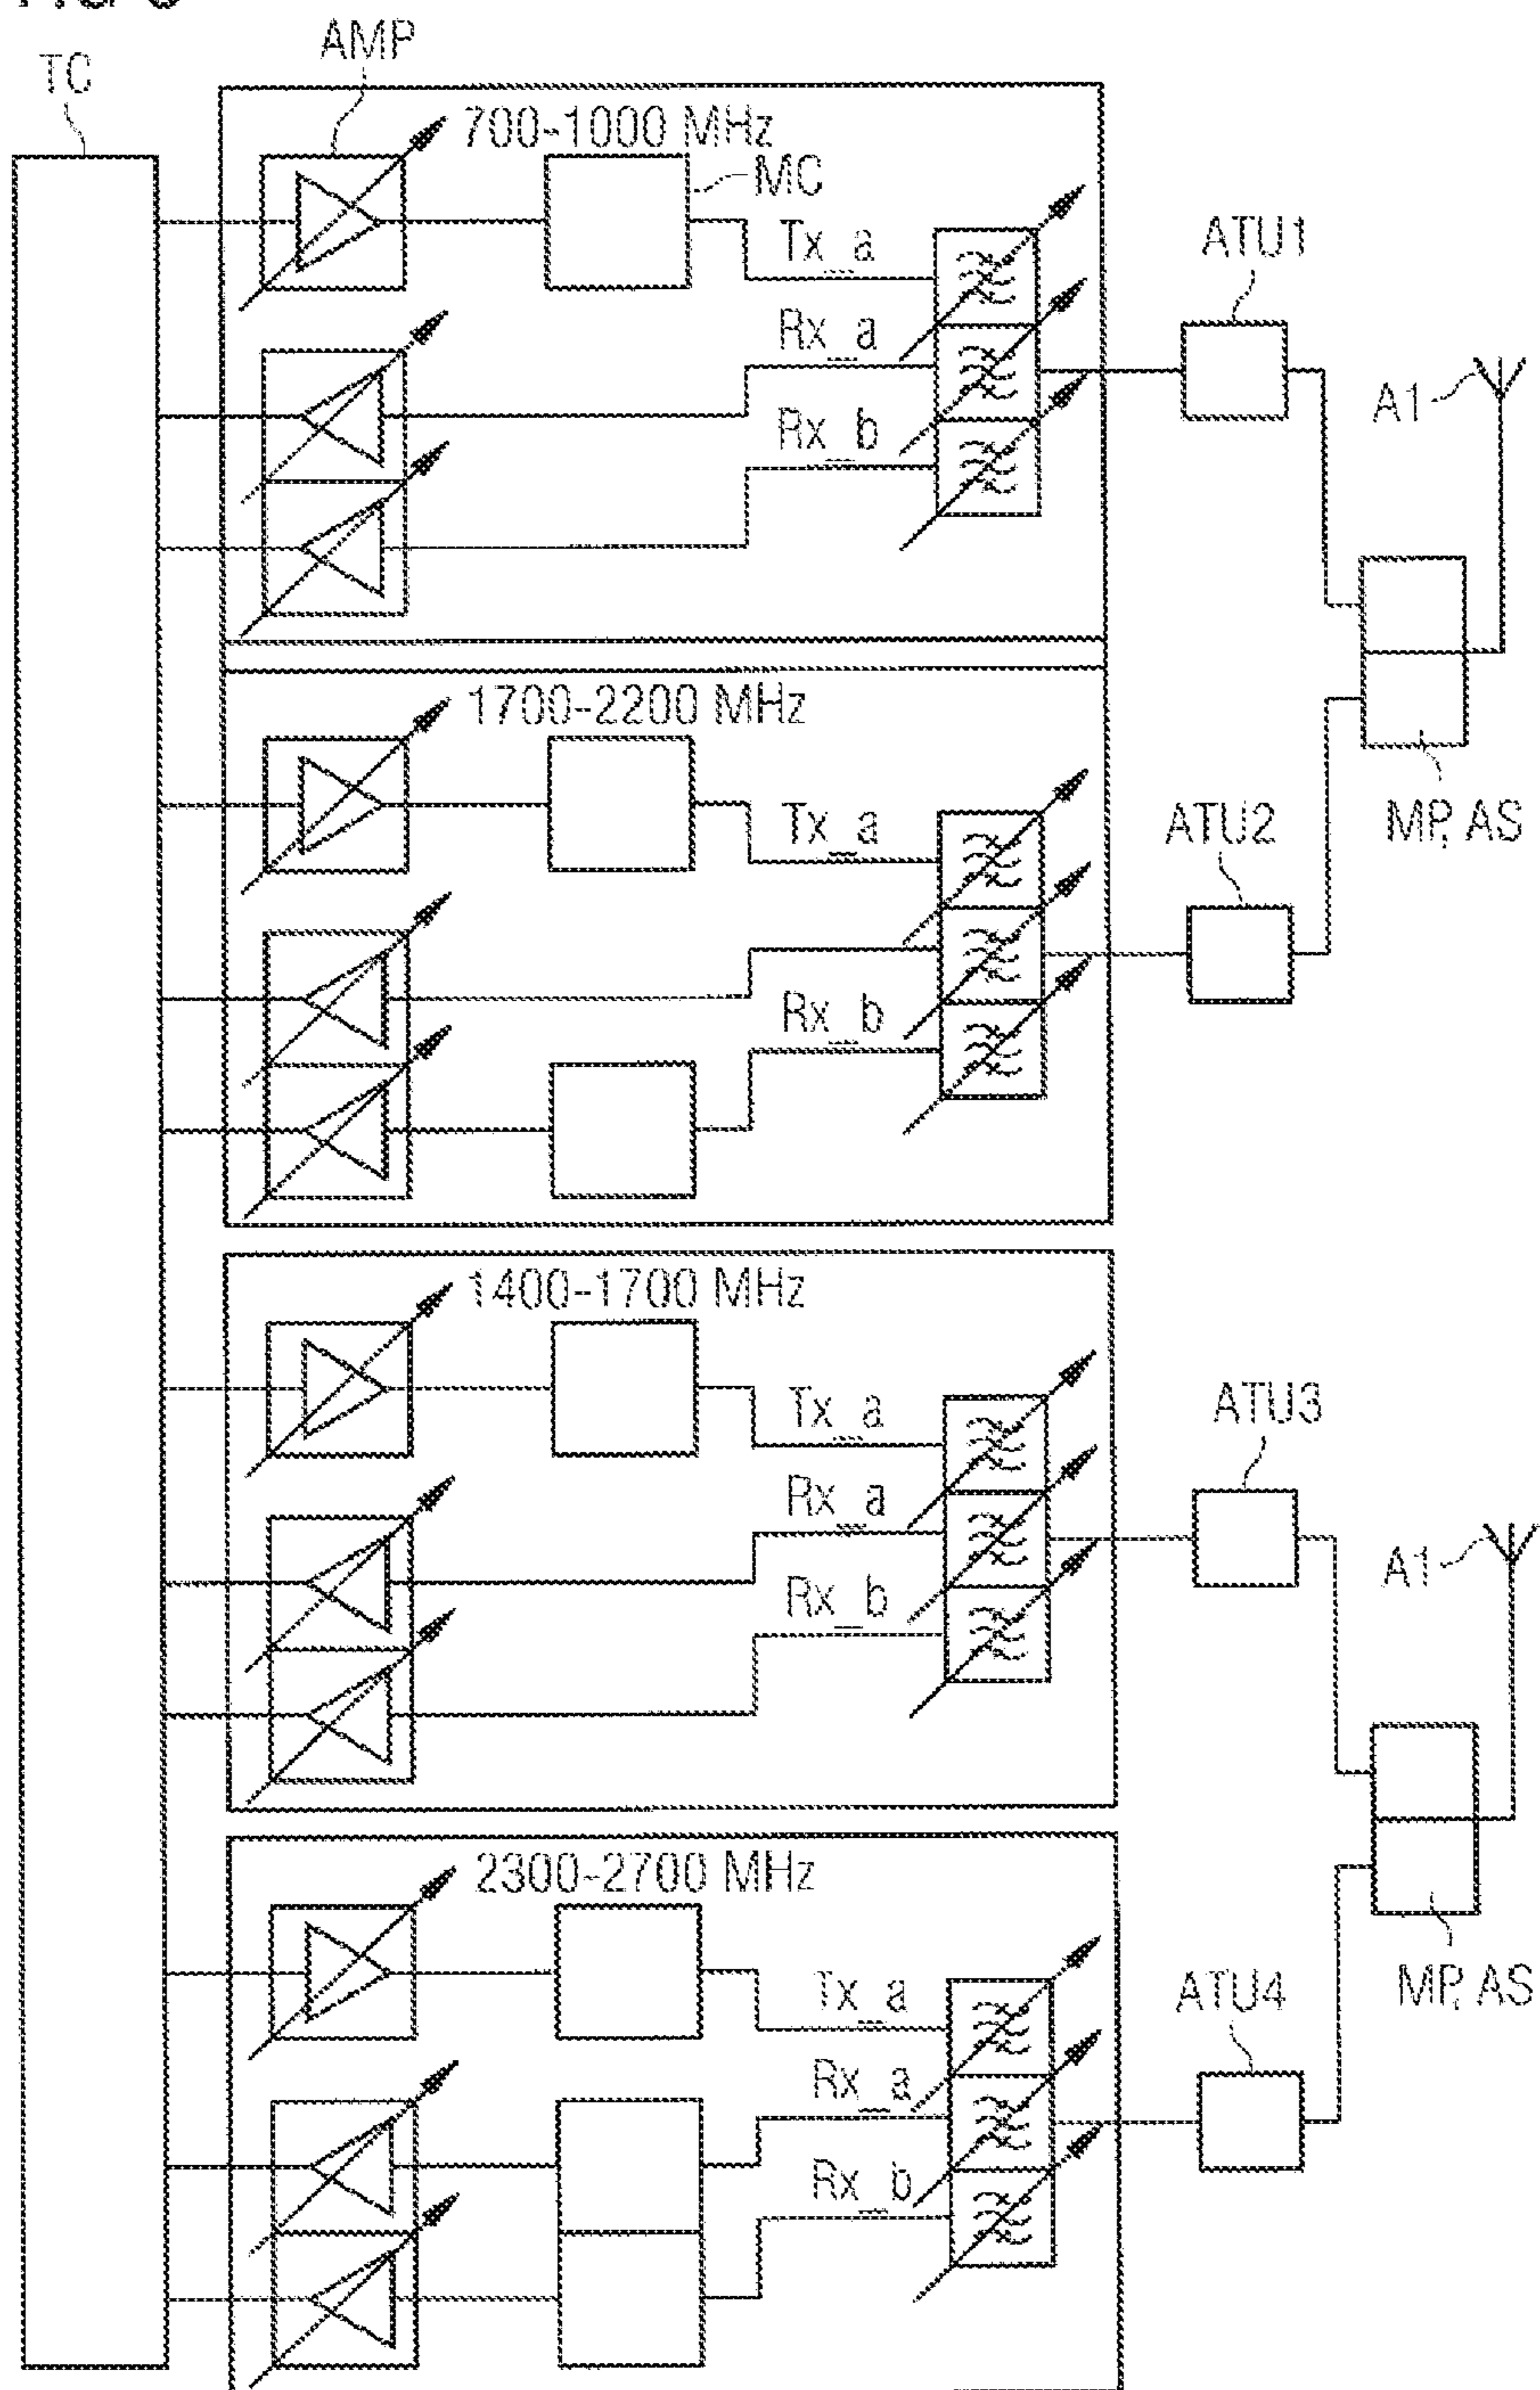 TC
AMP
700-1000 MHz
MC
Tx_a
Rx_a
Rx_b
ATU1
A1
1700-2200 MHz
Tx_a
Rx_b
ATU2
MP, AS
1400-1700 MHz
Tx_a
Rx_a
Rx_b
ATU3
A1
2300-2700 MHz
Tx_a
Rx_a
Rx_b
ATU4
MP, AS